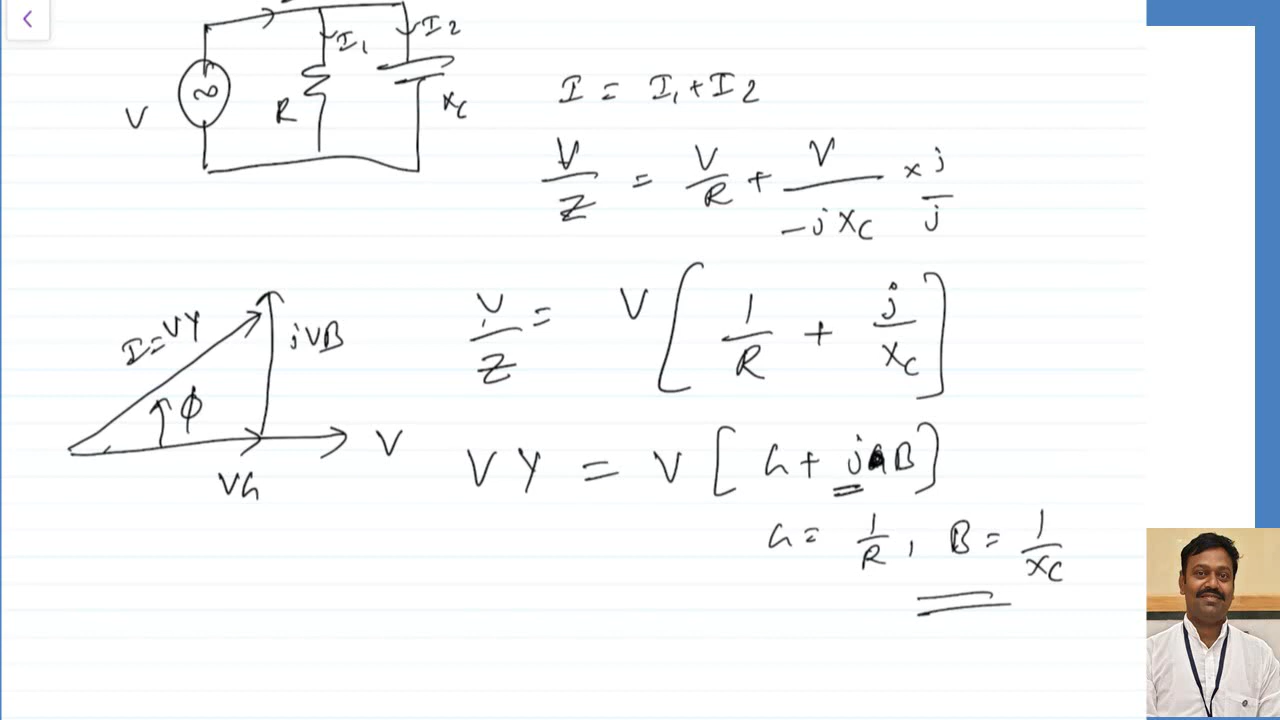 I₁ I2
V R Xc
I = I₁ + I2
V/Z = V/R + V/-jXc × j/j
V/Z = V [ 1/R + j/Xc ]
I=VY jVB
ϕ V
VG
VY = V [ G + jB ]
G = 1/R , B = 1/Xc